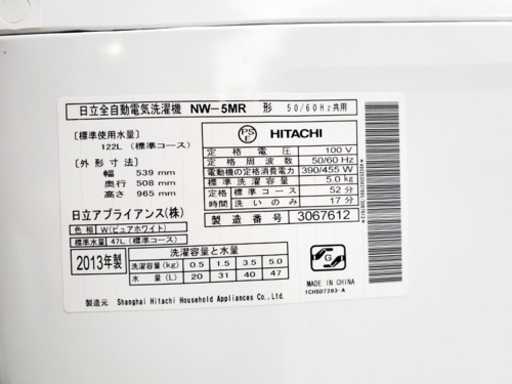 日立全自動電気洗濯機 NW-5MR 形 50/60Hz共用
〔標準使用水量〕
122L (標準コース)
〔外形寸法〕
幅 539 mm
奥行 508 mm
高さ 965 mm
日立アプライアンス(株)
色相 W(ピュアホワイト)
標準水量 47L(標準コース)
PSE HITACHI
定格電圧 100 V
定格周波数 50/60 Hz
電動機の定格消費電力 390/455 W
標準洗濯容量 5.0kg
定格時間 標準コース 52分
洗いのみ 17分
製造番号 3067612
2013年製
洗濯容量と水量
洗濯容量(kg) 0.5 1.5 3.5 5.0
水量(L) 20 31 40 47
製造元 Shanghai Hitachi Household Appliances Co.,Ltd.
G
MADE IN CHINA
1CHSD7283-A